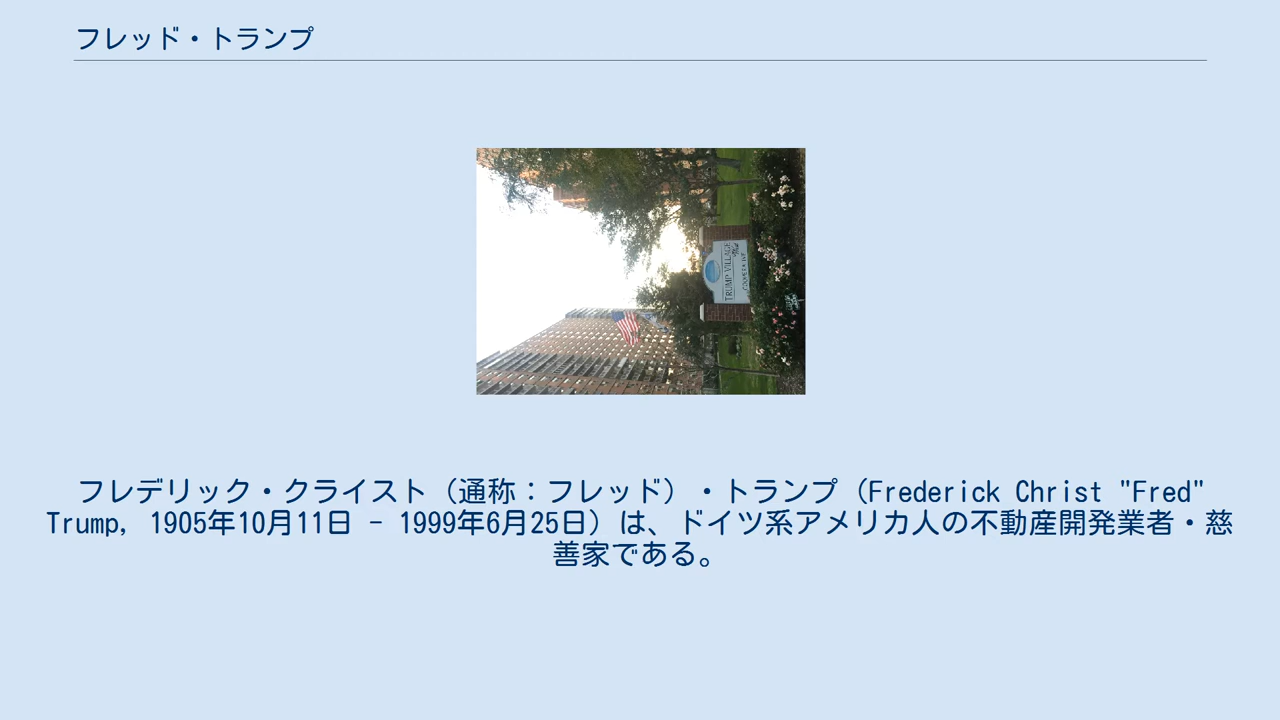 フレッド・トランプ
TRUMP VILLAGE
フレデリック・クライスト（通称：フレッド）・トランプ（Frederick Christ "Fred"
Trump, 1905年10月11日 - 1999年6月25日）は、ドイツ系アメリカ人の不動産開発業者・慈
善家である。